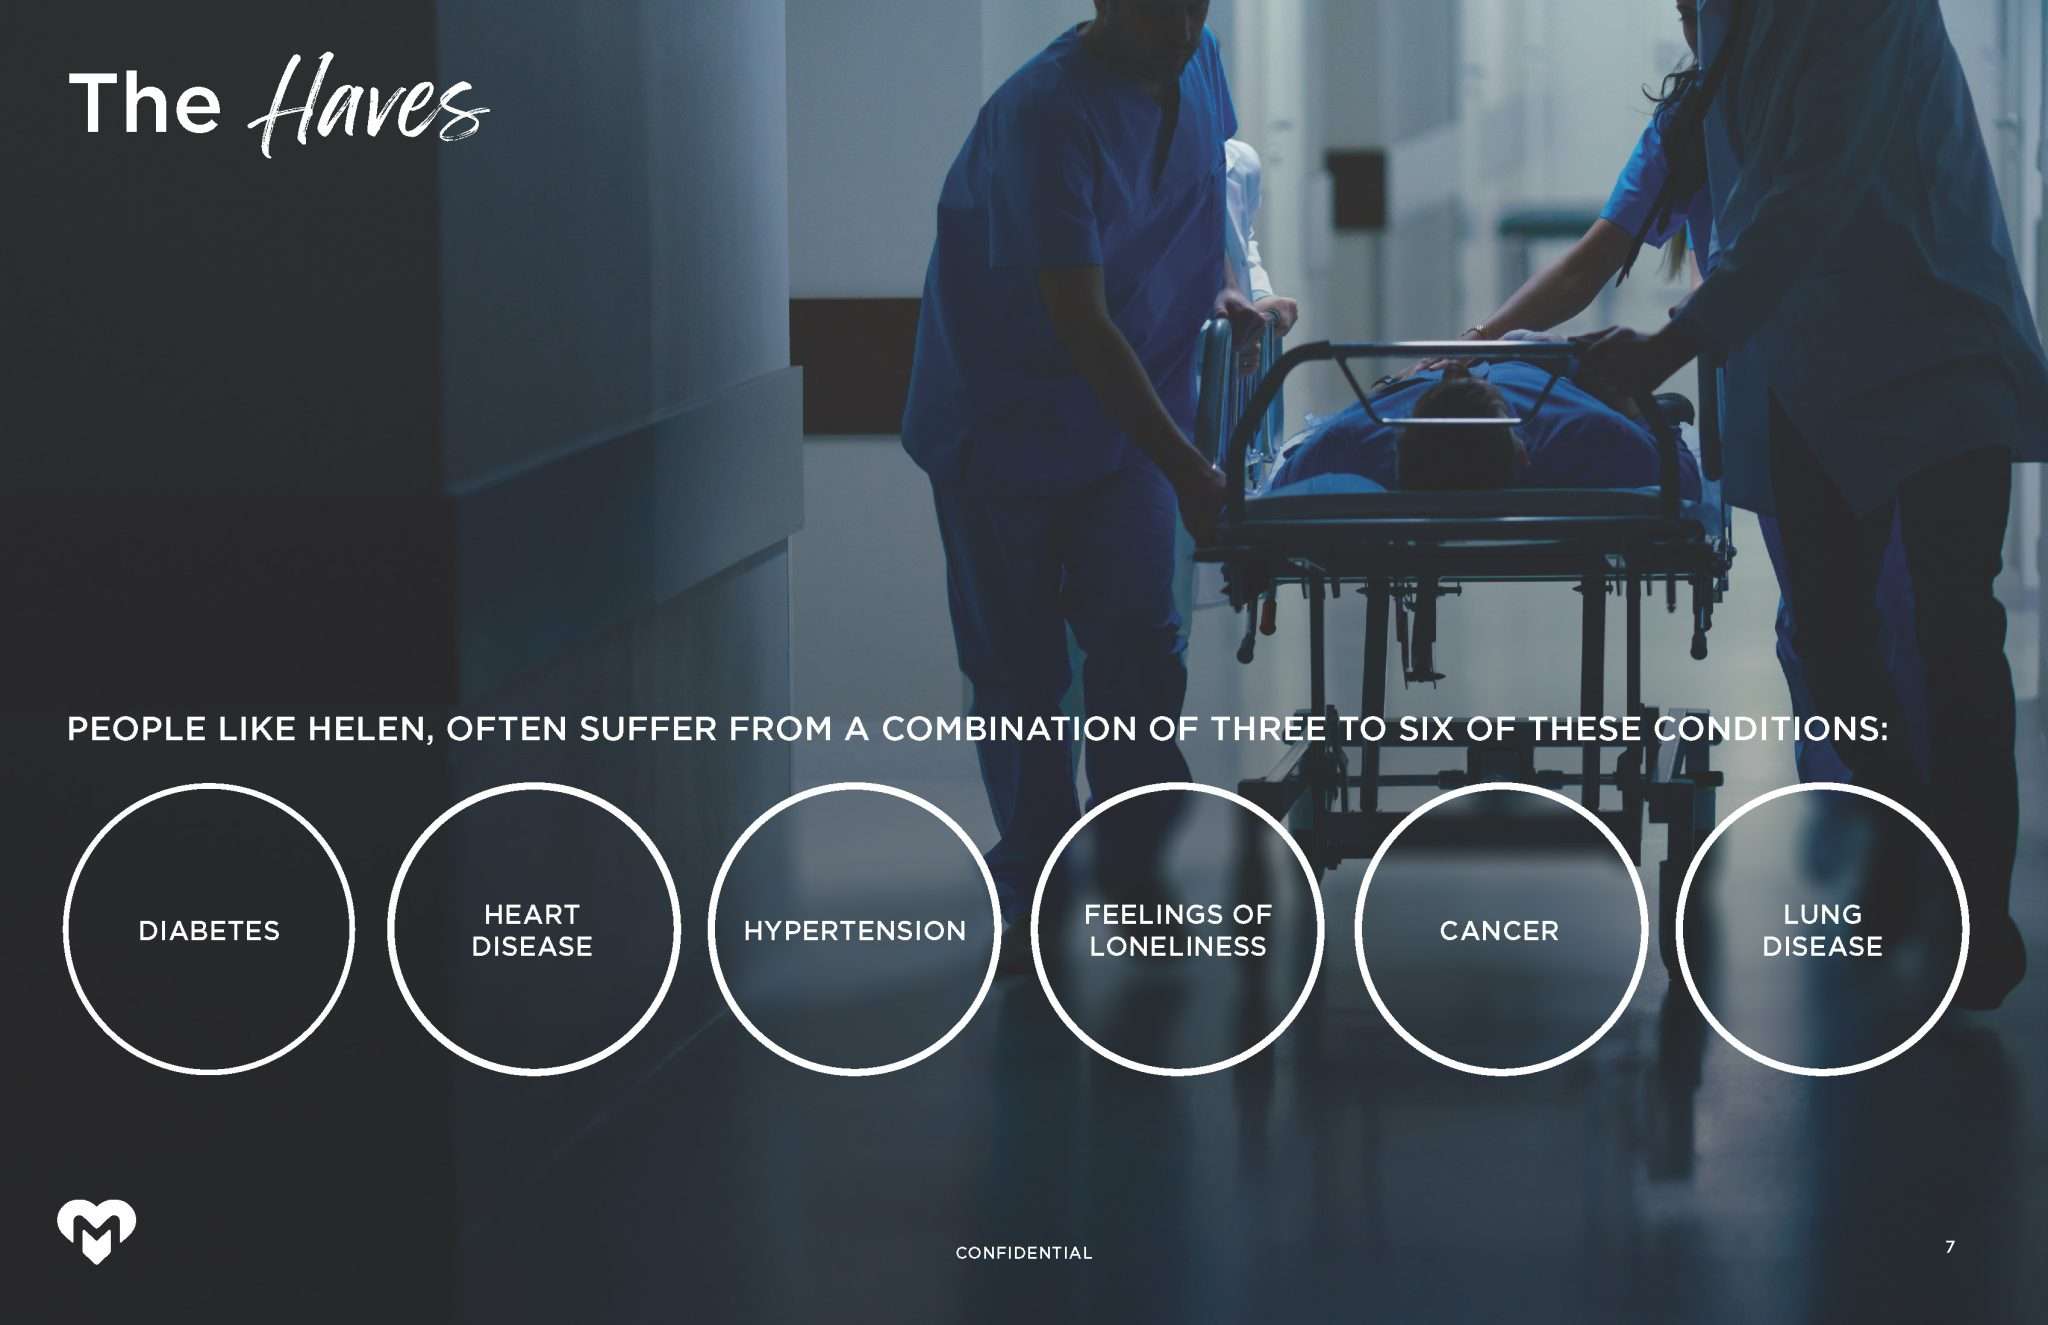 The Haves
PEOPLE LIKE HELEN, OFTEN SUFFER FROM A COMBINATION OF THREE TO SIX OF THESE CONDITIONS:
DIABETES
HEART
DISEASE
HYPERTENSION
FEELINGS OF
LONELINESS
CANCER
LUNG
DISEASE
CONFIDENTIAL
7